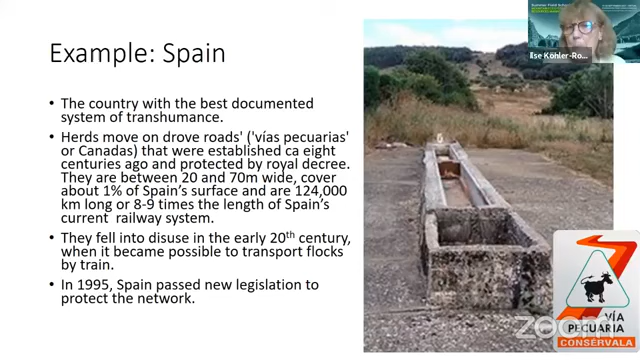 Example: Spain
• The country with the best documented
system of transhumance.
• Herds move on drove roads' ('vías pecuarias'
or Canadas) that were established ca eight
centuries ago and protected by royal decree.
They are between 20 and 70m wide, cover
about 1% of Spain's surface and are 124,000
km long or 8-9 times the length of Spain's
current railway system.
• They fell into disuse in the early 20th century,
when it became possible to transport flocks
by train.
• In 1995, Spain passed new legislation to
protect the network.
Ilse Köhler-Ro...
VÍA
PECUARIA
CONSÉRVALA
zoom